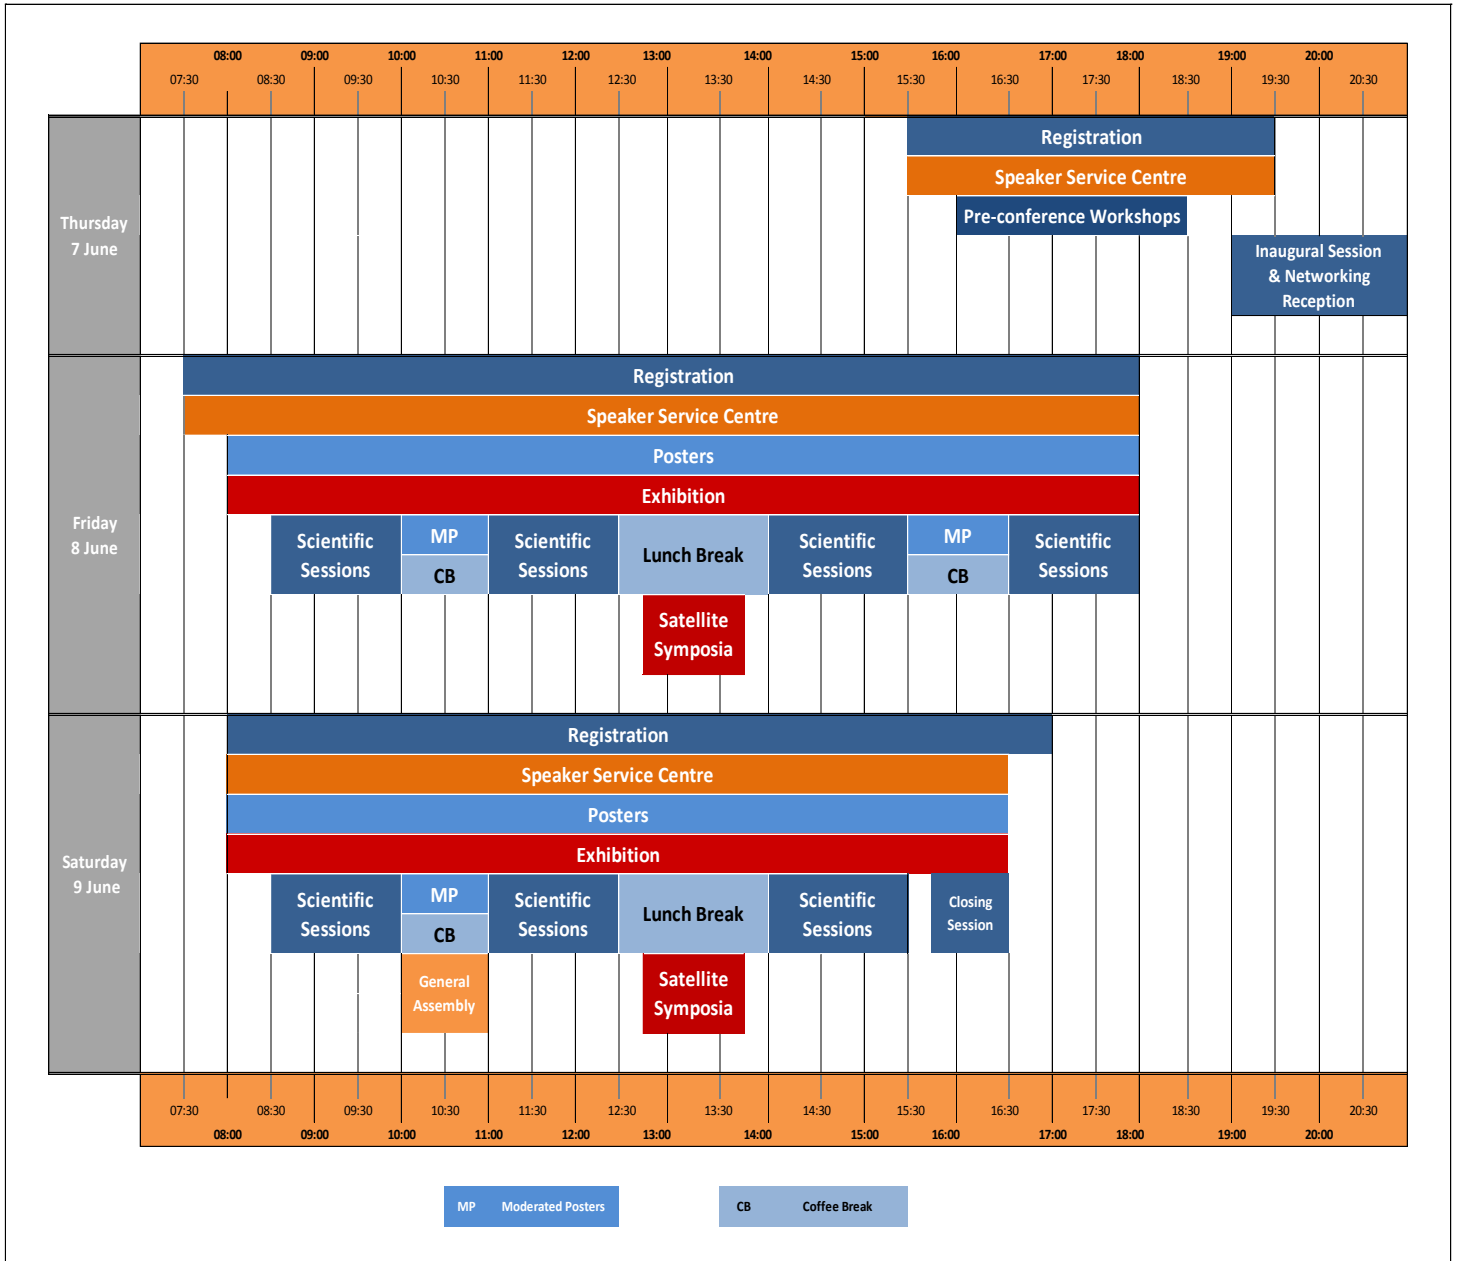 08:00 09:00 10:00 11:00 12:00 13:00 14:00 15:00 16:00 17:00 18:00 19:00 20:00
07:30 08:30 09:30 10:30 11:30 12:30 13:30 14:30 15:30 16:30 17:30 18:30 19:30 20:30
Thursday
7 June
Registration
Speaker Service Centre
Pre-conference Workshops
Inaugural Session
& Networking
Reception
Friday
8 June
Registration
Speaker Service Centre
Posters
Exhibition
Scientific
Sessions
MP
CB
Scientific
Sessions
Lunch Break
Scientific
Sessions
MP
CB
Scientific
Sessions
Satellite
Symposia
Saturday
9 June
Registration
Speaker Service Centre
Posters
Exhibition
Scientific
Sessions
MP
CB
Scientific
Sessions
Lunch Break
Scientific
Sessions
Closing
Session
General
Assembly
Satellite
Symposia
07:30 08:30 09:30 10:30 11:30 12:30 13:30 14:30 15:30 16:30 17:30 18:30 19:30 20:30
08:00 09:00 10:00 11:00 12:00 13:00 14:00 15:00 16:00 17:00 18:00 19:00 20:00
MP Moderated Posters
CB Coffee Break